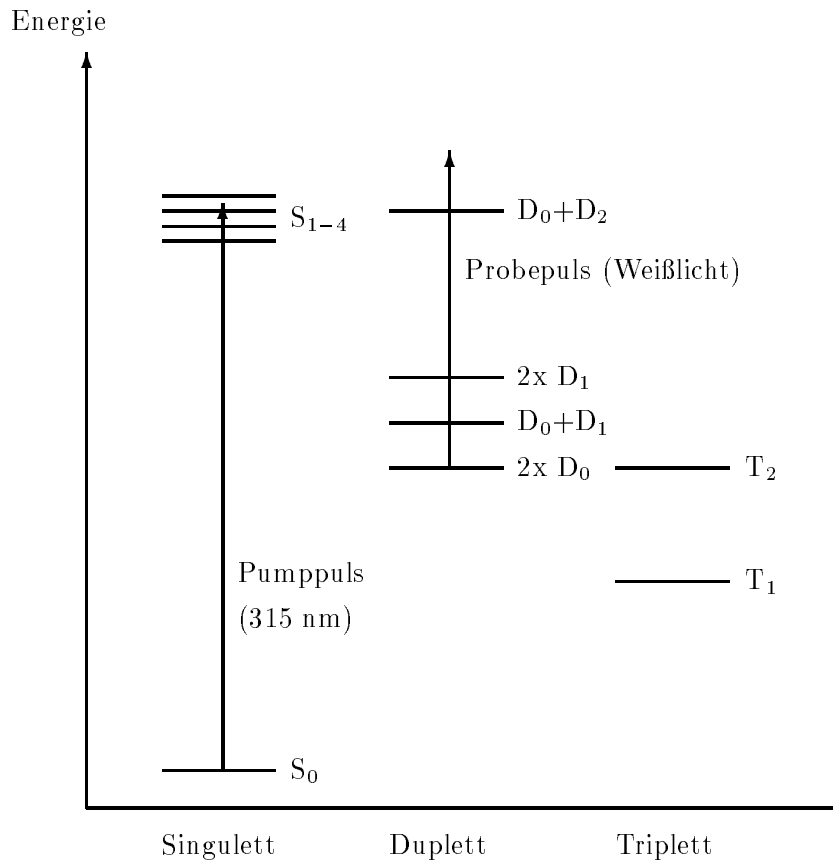 Energie
S₁₋₄
D₀+D₂
Probepuls (Weißlicht)
2x D₁
D₀+D₁
2x D₀
T₂
Pumppuls
(315 nm)
T₁
S₀
Singulett Duplett Triplett